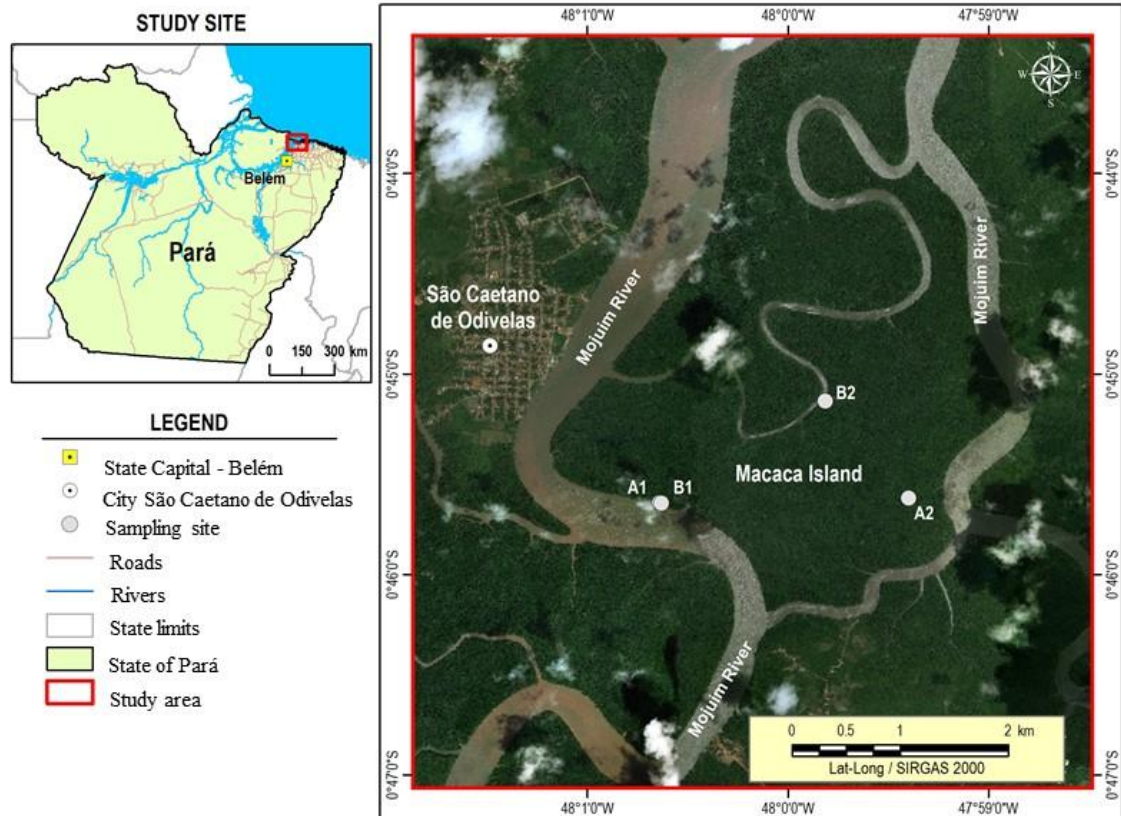 STUDY SITE
Belém
Pará
0 150 300 km
LEGEND
State Capital - Belém
City São Caetano de Odivelas
Sampling site
Roads
Rivers
State limits
State of Pará
Study area
48°1'0"W 48°0'0"W 47°59'0"W
N
W E
S
0°44'0"S 0°44'0"S
Mojuim River
Mojuim River
São Caetano
de Odivelas
0°45'0"S 0°45'0"S
B2
Macaca Island
A1 B1
A2
0°46'0"S 0°46'0"S
Mojuim River
0 0.5 1 2 km
Lat-Long / SIRGAS 2000
0°47'0"S 0°47'0"S
48°1'0"W 48°0'0"W 47°59'0"W